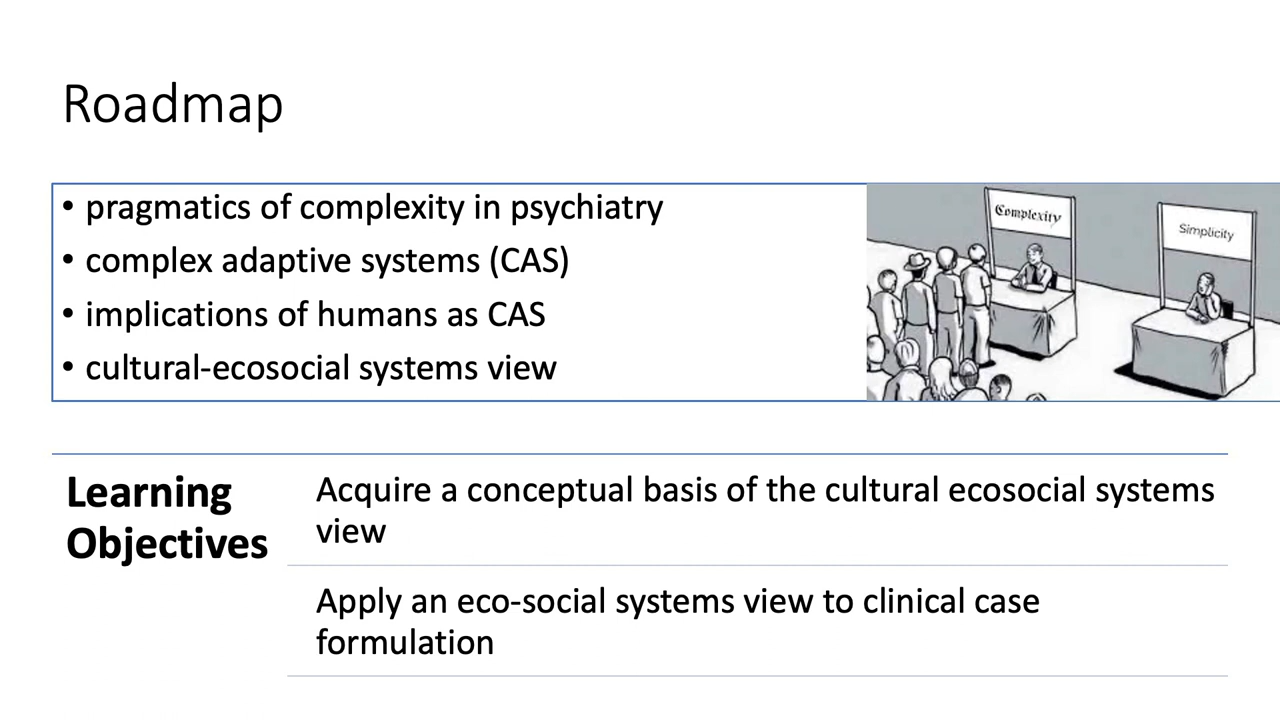 Roadmap
• pragmatics of complexity in psychiatry
• complex adaptive systems (CAS)
• implications of humans as CAS
• cultural-ecosocial systems view
Complexity
Simplicity
Learning
Objectives
Acquire a conceptual basis of the cultural ecosocial systems
view
Apply an eco-social systems view to clinical case
formulation